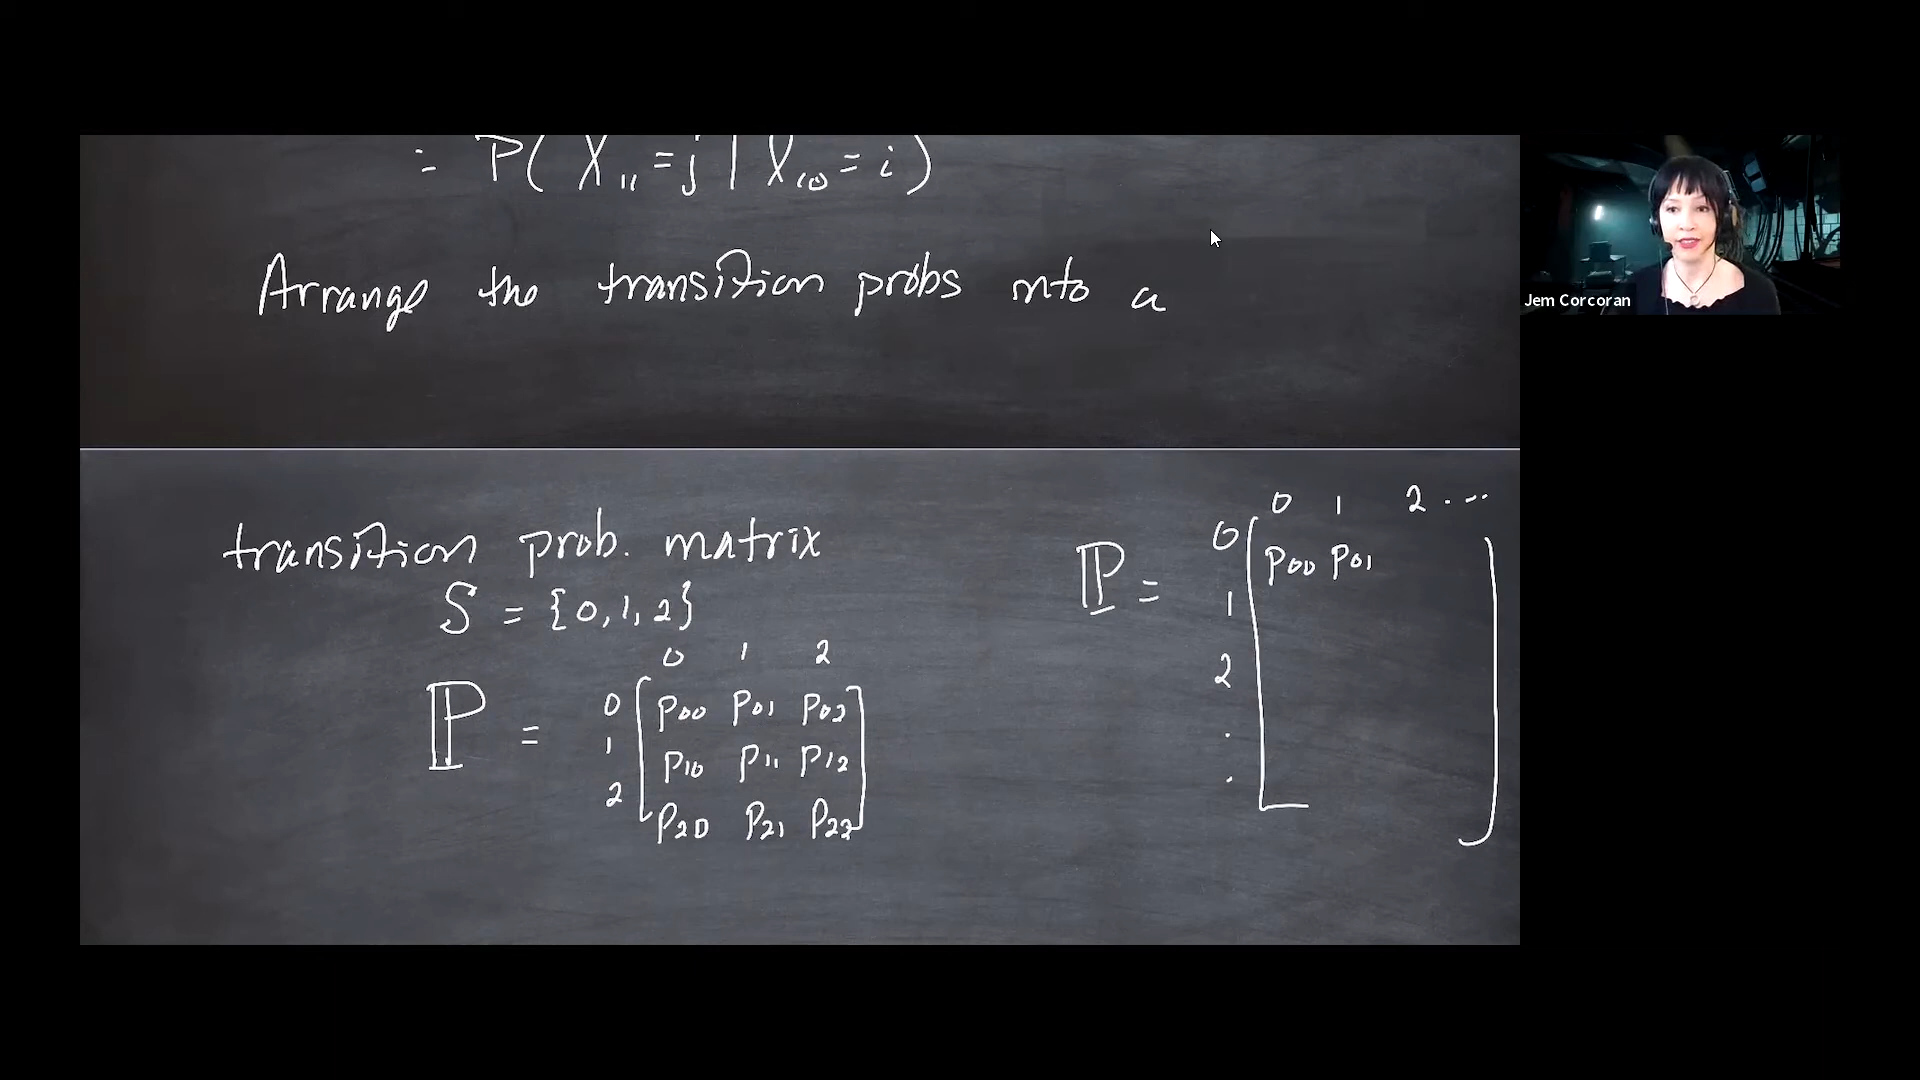 = P( X₁₁ = j | X₁₀ = i )
Jem Corcoran
Arrange the transition probs into a
transition prob. matrix
S = {0, 1, 2}
0 1 2
ℙ = 0 [ p₀₀ p₀₁ p₀₂ ]
1 [ p₁₀ p₁₁ p₁₂ ]
2 [ p₂₀ p₂₁ p₂₂ ]
0 1 2 ...
ℙ = 0 [ p₀₀ p₀₁ ]
1
2
.
.